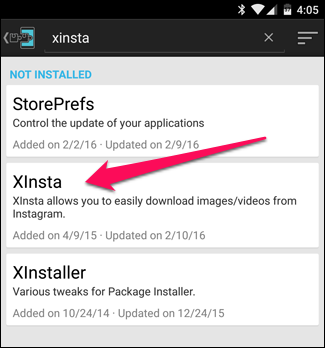 4:05
xinsta
NOT INSTALLED
StorePrefs
Control the update of your applications
Added on 2/2/16 · Updated on 2/9/16
XInsta
XInsta allows you to easily download images/videos from
Instagram.
Added on 4/9/15 · Updated on 2/10/16
XInstaller
Various tweaks for Package Installer.
Added on 10/24/14 · Updated on 12/24/15